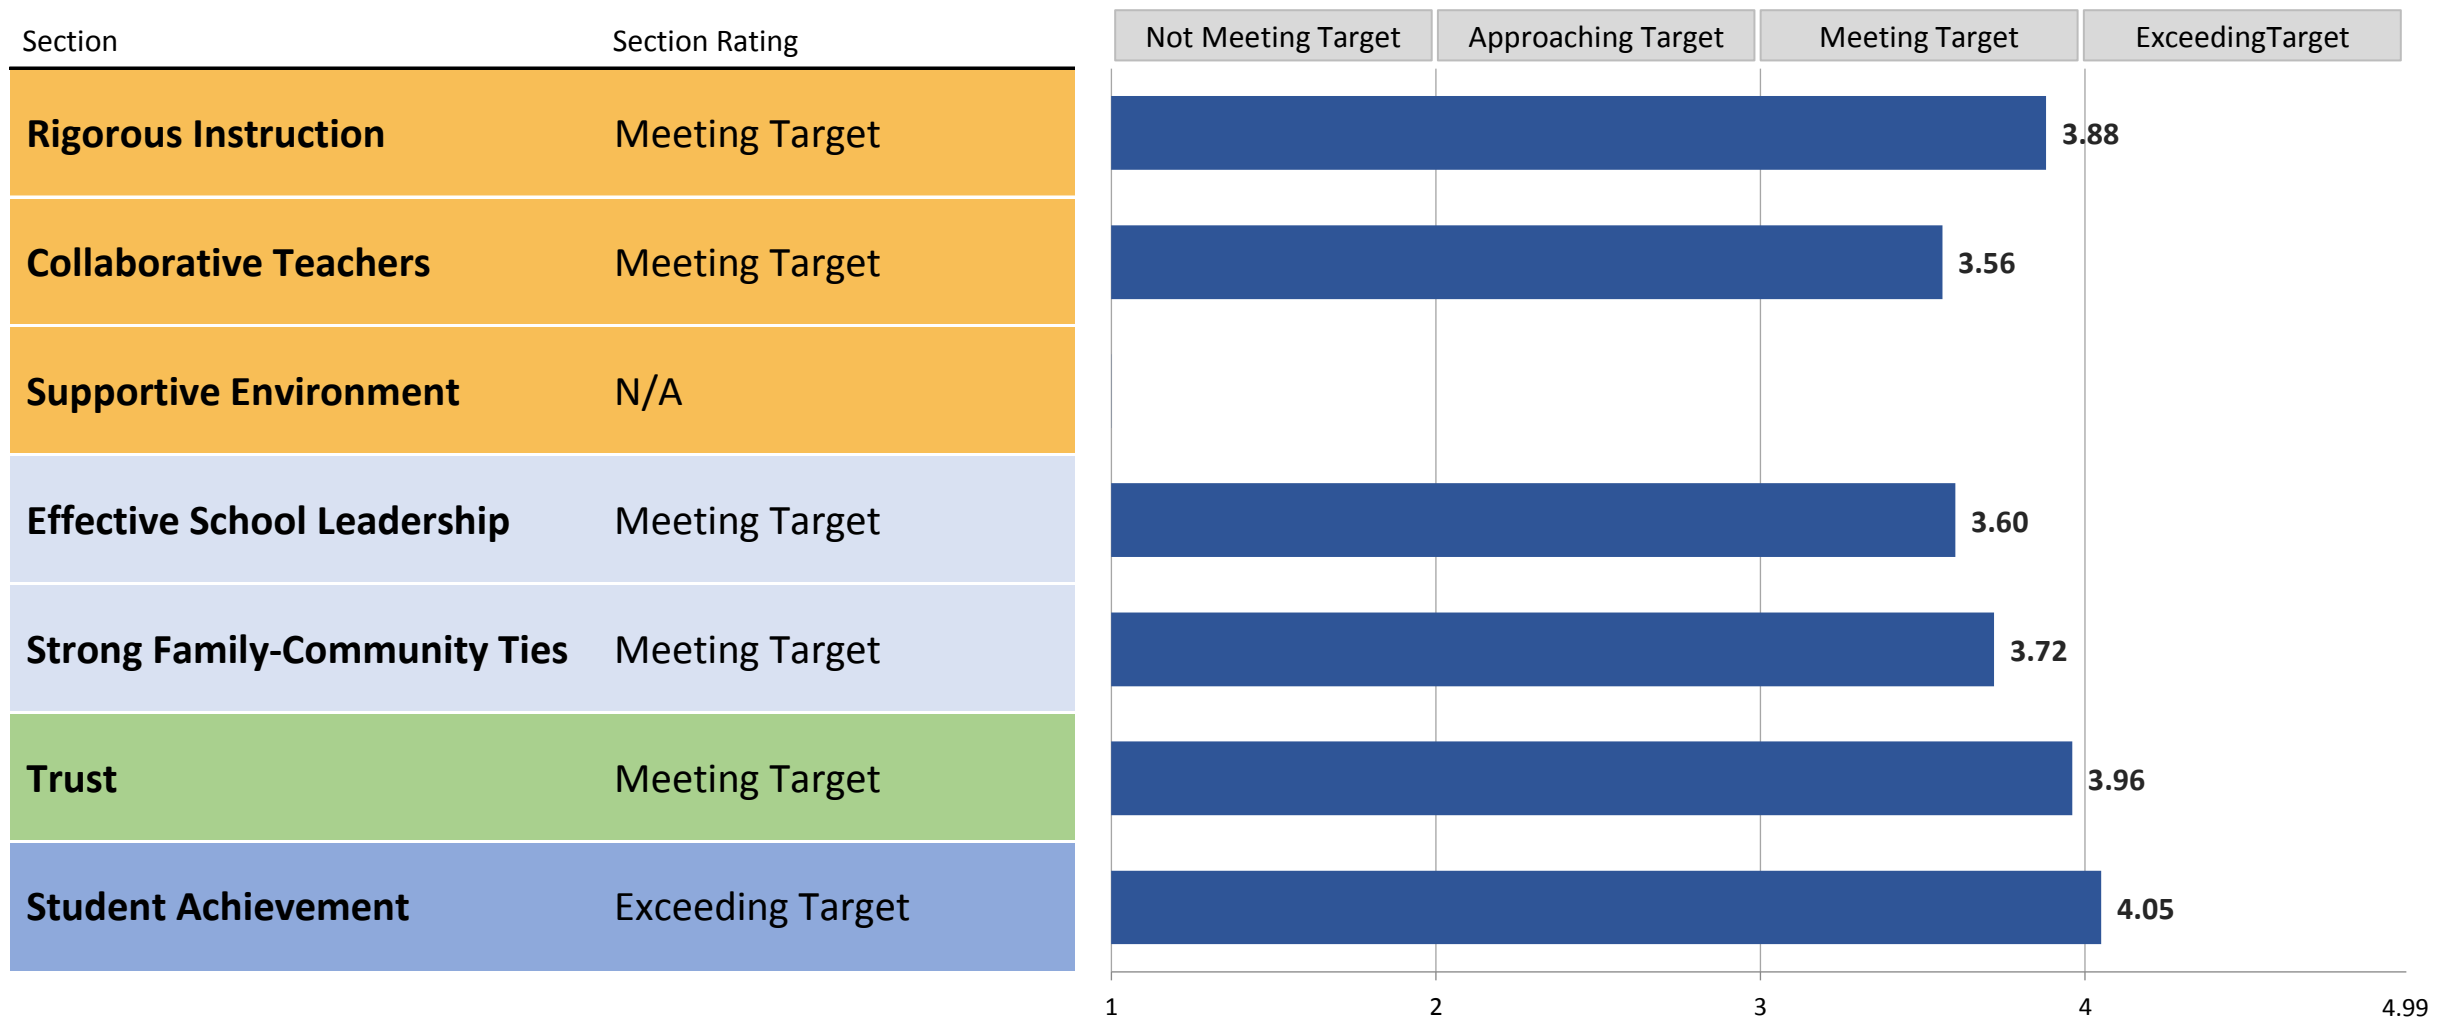 Section Section Rating Not Meeting Target Approaching Target Meeting Target ExceedingTarget
Rigorous Instruction Meeting Target 3.88
Collaborative Teachers Meeting Target 3.56
Supportive Environment N/A
Effective School Leadership Meeting Target 3.60
Strong Family-Community Ties Meeting Target 3.72
Trust Meeting Target 3.96
Student Achievement Exceeding Target 4.05
1 2 3 4 4.99